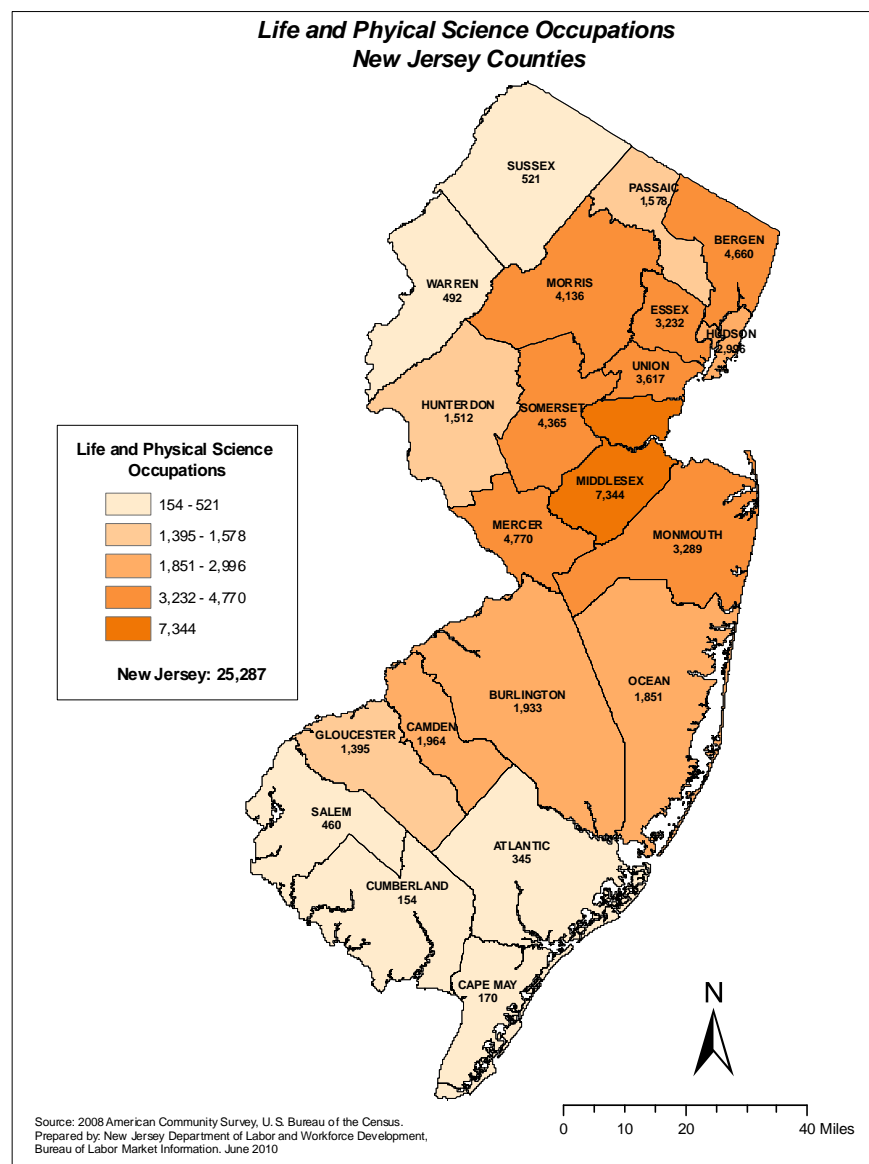 Life and Phyical Science Occupations
New Jersey Counties
SUSSEX
521
PASSAIC
1,578
BERGEN
4,660
WARREN
492
MORRIS
4,136
ESSEX
3,232
HUDSON
2,996
UNION
3,617
HUNTERDON
1,512
SOMERSET
4,365
MIDDLESEX
7,344
MERCER
4,770
MONMOUTH
3,289
Life and Physical Science
Occupations
154 - 521
1,395 - 1,578
1,851 - 2,996
3,232 - 4,770
7,344
New Jersey: 25,287
OCEAN
1,851
BURLINGTON
1,933
CAMDEN
1,964
GLOUCESTER
1,395
SALEM
460
ATLANTIC
345
CUMBERLAND
154
CAPE MAY
170
N
0 10 20 40 Miles
Source: 2008 American Community Survey, U.S. Bureau of the Census.
Prepared by: New Jersey Department of Labor and Workforce Development,
Bureau of Labor Market Information. June 2010